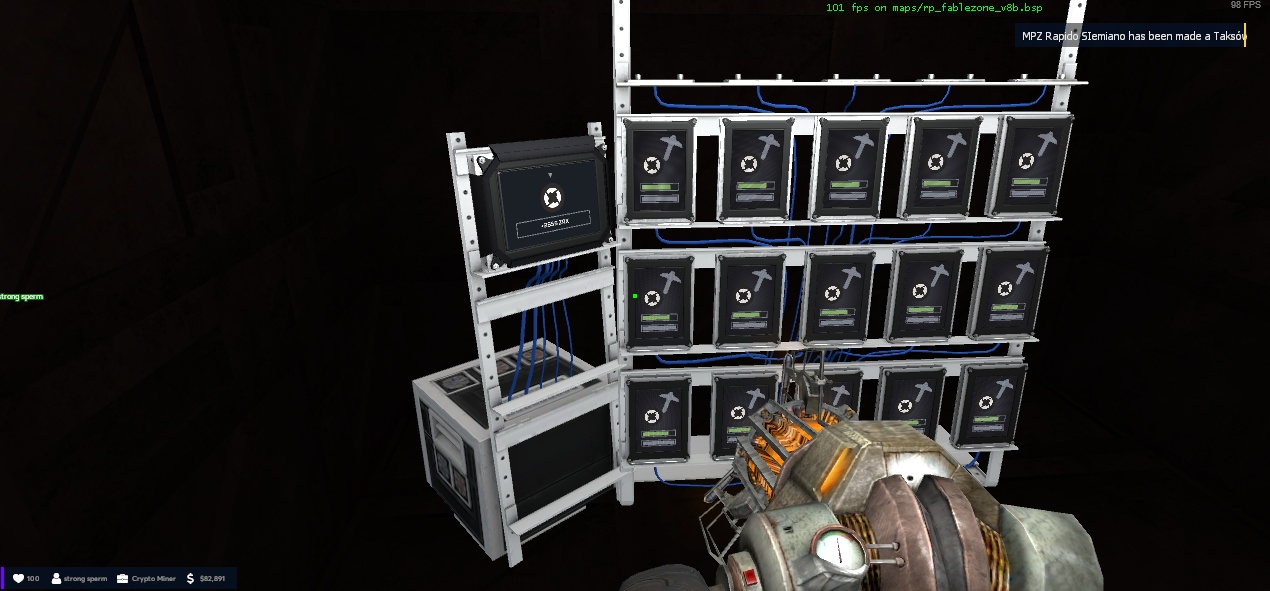 101 fps on maps/rp_fablezone_v8b.bsp
98 FPS
MPZ Rapido SIemiano has been made a Taksów
strong sperm
100
strong sperm
Crypto Miner
$82,891